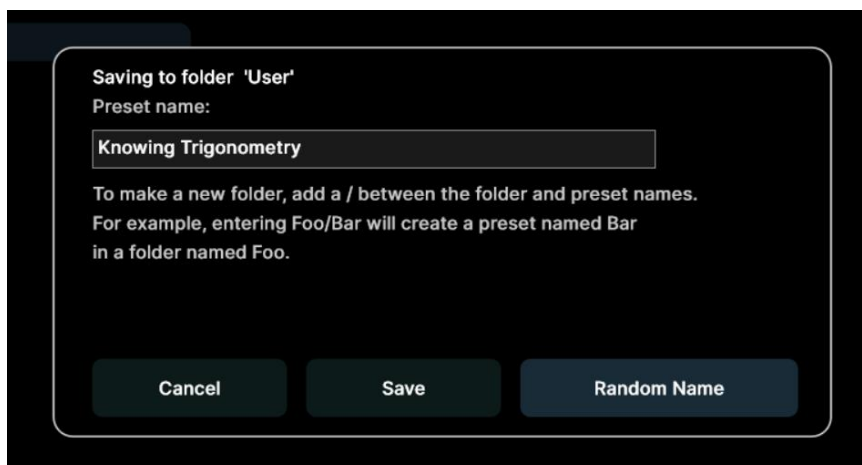 Saving to folder 'User'
Preset name:
Knowing Trigonometry
To make a new folder, add a / between the folder and preset names.
For example, entering Foo/Bar will create a preset named Bar
in a folder named Foo.
Cancel Save Random Name